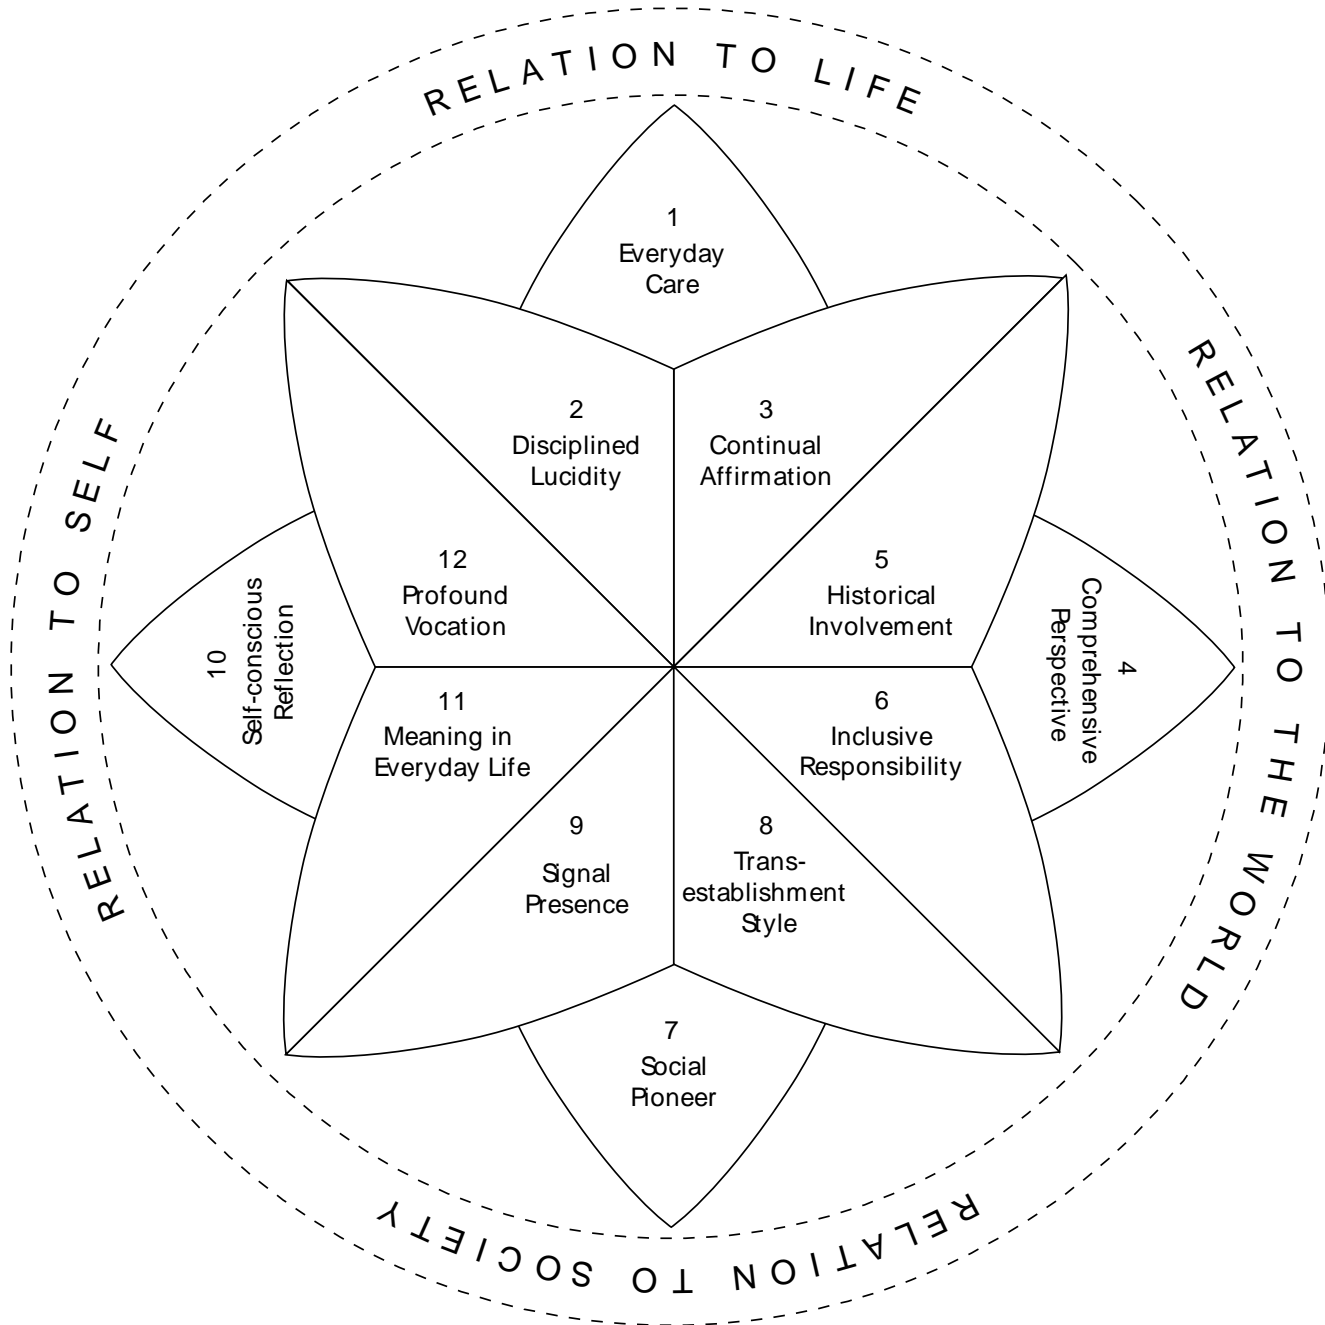 RELATION TO LIFE
1
Everyday
Care
2
Disciplined
Lucidity
3
Continual
Affirmation
RELATION TO THE WORLD
4
Comprehensive
Perspective
5
Historical
Involvement
6
Inclusive
Responsibility
RELATION TO SOCIETY
7
Social
Pioneer
8
Trans-
establishment
Style
9
Signal
Presence
RELATION TO SELF
10
Self-conscious
Reflection
11
Meaning in
Everyday Life
12
Profound
Vocation